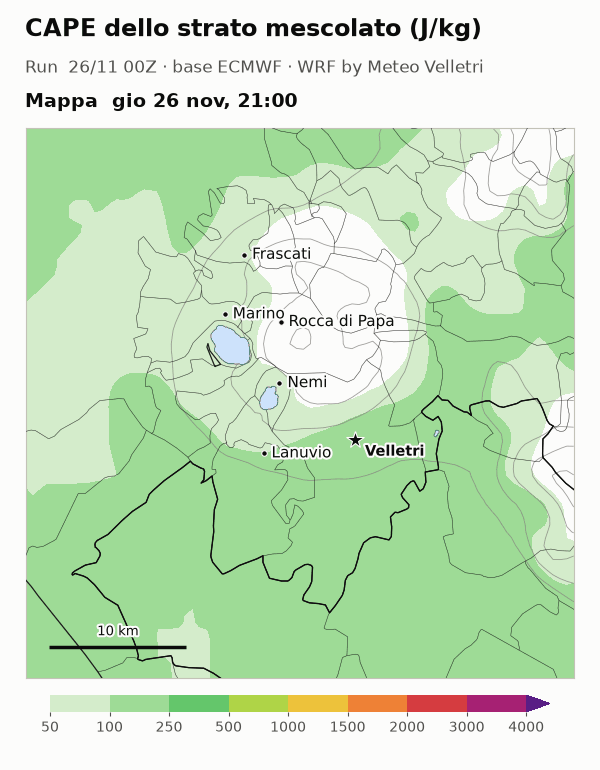 CAPE dello strato mescolato (J/kg)
Run  26/11 00Z · base ECMWF · WRF by Meteo Velletri
Mappa  gio 26 nov, 21:00
Frascati
Marino
Rocca di Papa
Nemi
Velletri
Lanuvio
10 km
50 100 250 500 1000 1500 2000 3000 4000